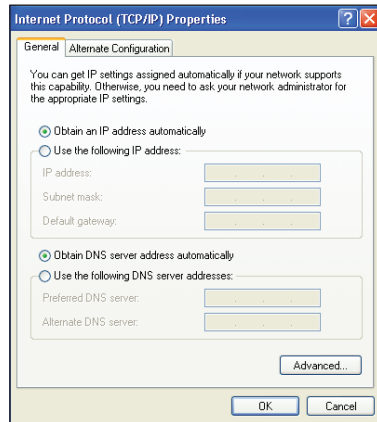 Internet Protocol (TCP/IP) Properties
General
Alternate Configuration
You can get IP settings assigned automatically if your network supports
this capability. Otherwise, you need to ask your network administrator for
the appropriate IP settings.
Obtain an IP address automatically
Use the following IP address:
IP address:
Subnet mask:
Default gateway:
Obtain DNS server address automatically
Use the following DNS server addresses:
Preferred DNS server:
Alternate DNS server:
Advanced...
OK
Cancel